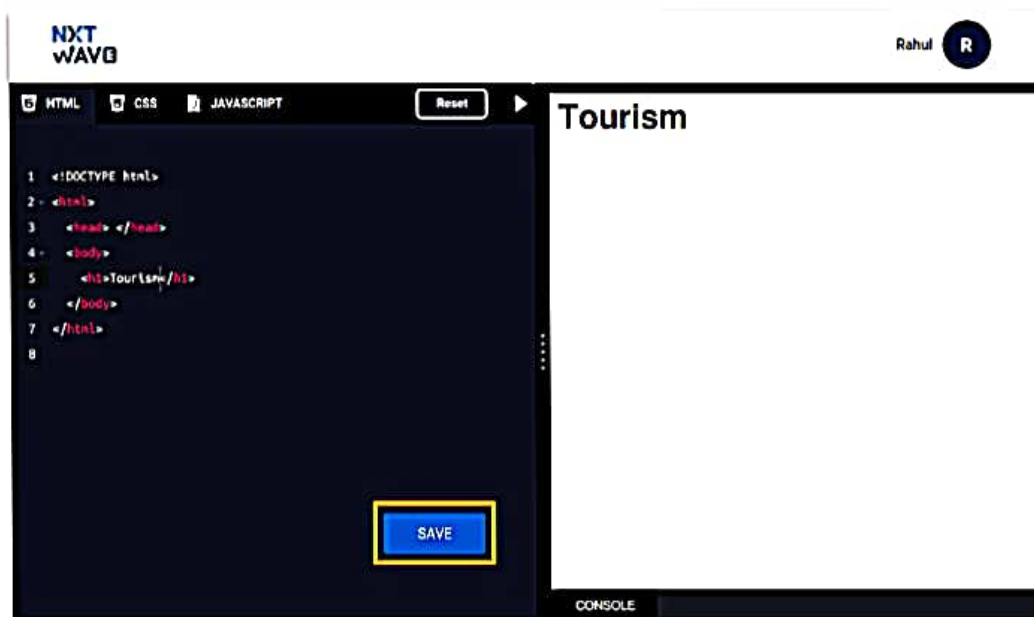 NXT
WAVE
Rahul R
HTML CSS JAVASCRIPT Reset
Tourism
1 <!DOCTYPE html>
2 <html>
3 <head> </head>
4 <body>
5 <h1>Tourism</h1>
6 </body>
7 </html>
8
SAVE
CONSOLE